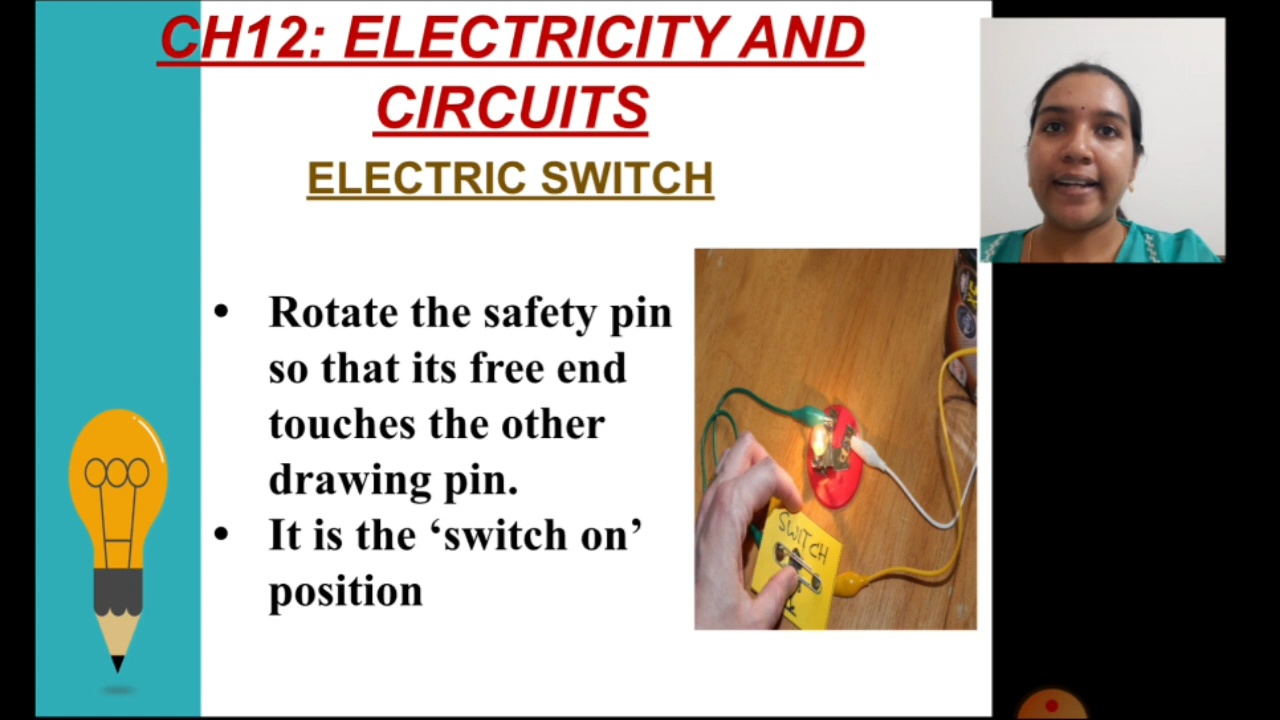 CH12: ELECTRICITY AND
CIRCUITS
ELECTRIC SWITCH
• Rotate the safety pin
so that its free end
touches the other
drawing pin.
• It is the ‘switch on’
position
SWITCH